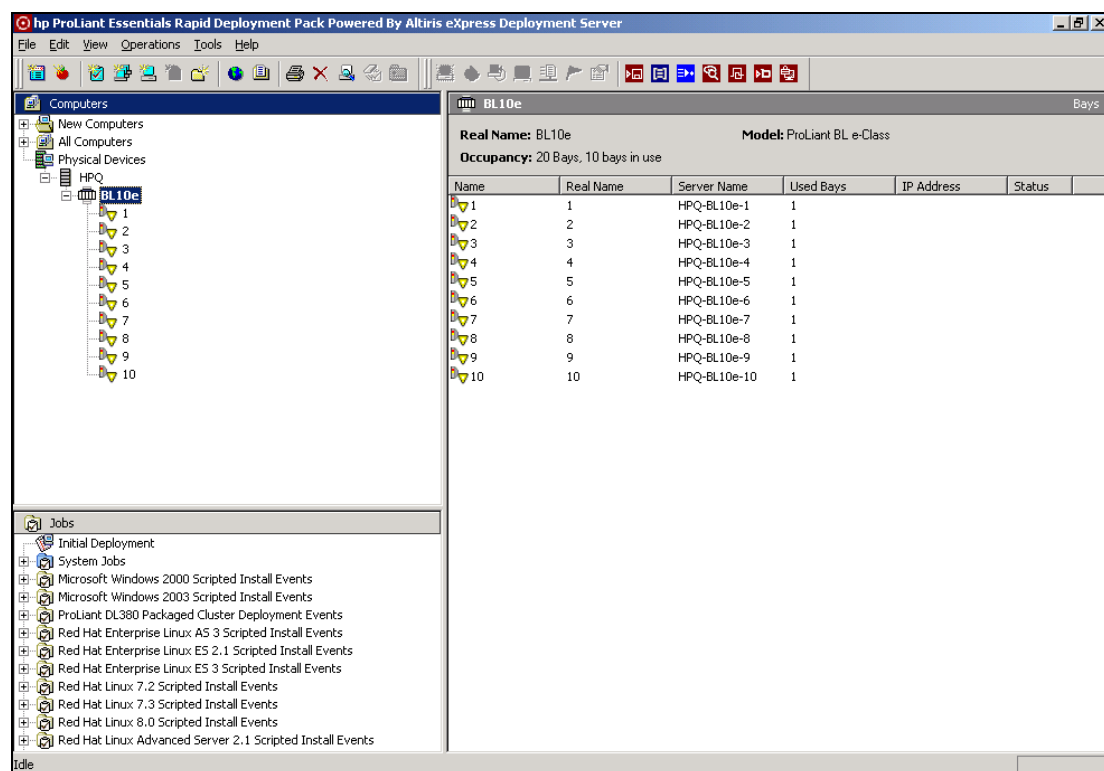 hp ProLiant Essentials Rapid Deployment Pack Powered By Altiris eXpress Deployment Server
File Edit View Operations Tools Help
Computers
New Computers
All Computers
Physical Devices
HPQ
BL10e
1
2
3
4
5
6
7
8
9
10
Jobs
Initial Deployment
System Jobs
Microsoft Windows 2000 Scripted Install Events
Microsoft Windows 2003 Scripted Install Events
ProLiant DL380 Packaged Cluster Deployment Events
Red Hat Enterprise Linux AS 3 Scripted Install Events
Red Hat Enterprise Linux ES 2.1 Scripted Install Events
Red Hat Enterprise Linux ES 3 Scripted Install Events
Red Hat Linux 7.2 Scripted Install Events
Red Hat Linux 7.3 Scripted Install Events
Red Hat Linux 8.0 Scripted Install Events
Red Hat Linux Advanced Server 2.1 Scripted Install Events
BL10e Bays
Real Name: BL10e Model: ProLiant BL e-Class
Occupancy: 20 Bays, 10 bays in use
Name Real Name Server Name Used Bays IP Address Status
1 1 HPQ-BL10e-1 1
2 2 HPQ-BL10e-2 1
3 3 HPQ-BL10e-3 1
4 4 HPQ-BL10e-4 1
5 5 HPQ-BL10e-5 1
6 6 HPQ-BL10e-6 1
7 7 HPQ-BL10e-7 1
8 8 HPQ-BL10e-8 1
9 9 HPQ-BL10e-9 1
10 10 HPQ-BL10e-10 1
Idle